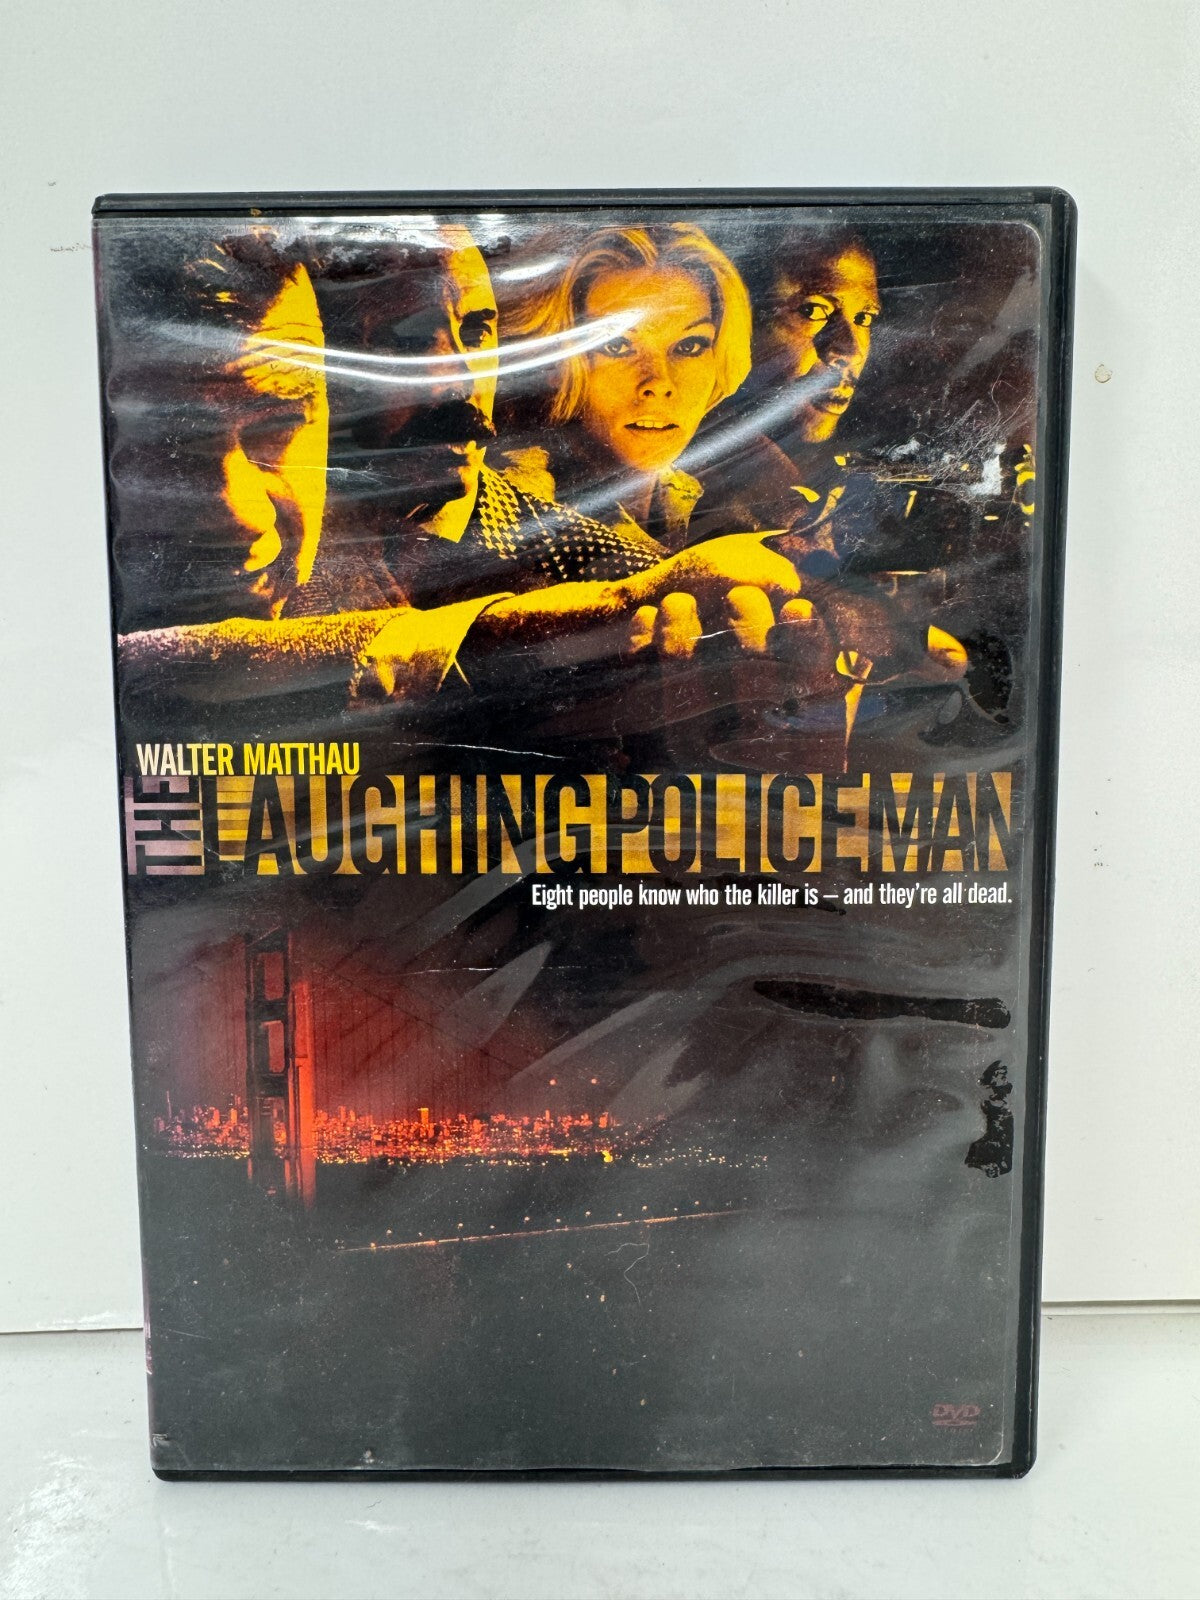 WALTER MATTHAU
THE LAUGHING POLICEMAN
Eight people know who the killer is – and they're all dead.
DVD